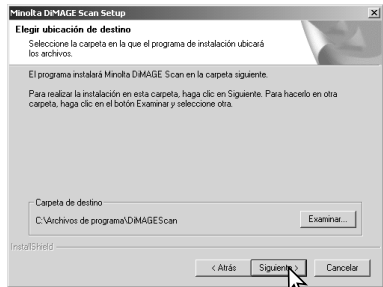 Minolta DiMAGE Scan Setup
Elegir ubicación de destino
Seleccione la carpeta en la que el programa de instalación ubicará
los archivos.
El programa instalará Minolta DiMAGE Scan en la carpeta siguiente.
Para realizar la instalación en esta carpeta, haga clic en Siguiente. Para hacerlo en otra
carpeta, haga clic en el botón Examinar y seleccione otra.
Carpeta de destino
C:\Archivos de programa\DiMAGEScan
Examinar...
InstallShield
< Atrás
Siguiente >
Cancelar